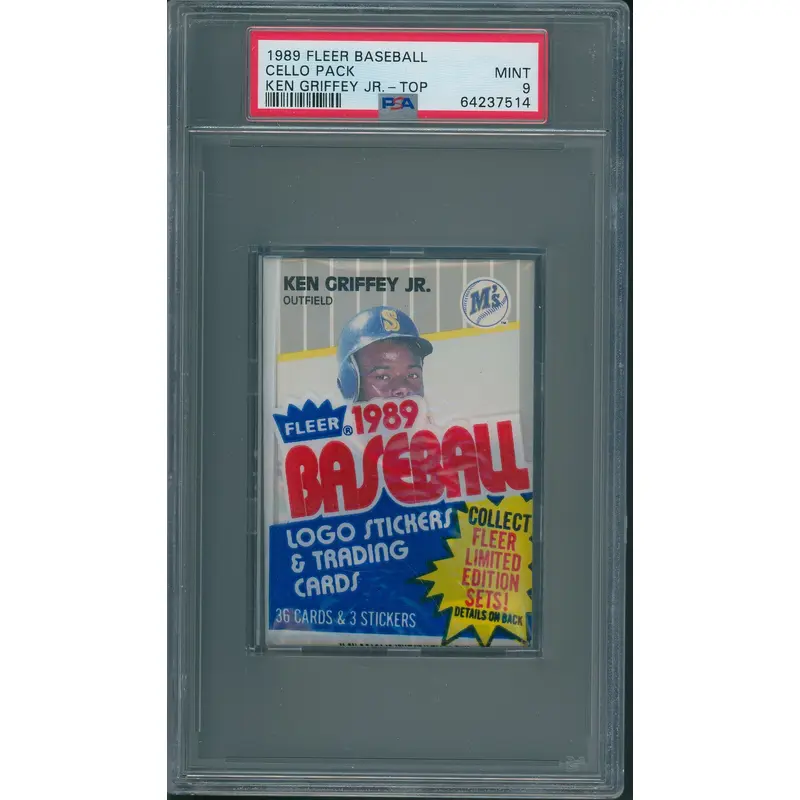 1989 FLEER BASEBALL
CELLO PACK MINT
KEN GRIFFEY JR.-TOP 9
PSA 64237514
KEN GRIFFEY JR.
OUTFIELD
M's
TM
S
FLEER® 1989
BASEBALL
LOGO STICKERS
& TRADING
CARDS
36 CARDS & 3 STICKERS
COLLECT
FLEER
LIMITED
EDITION
SETS!
DETAILS ON BACK